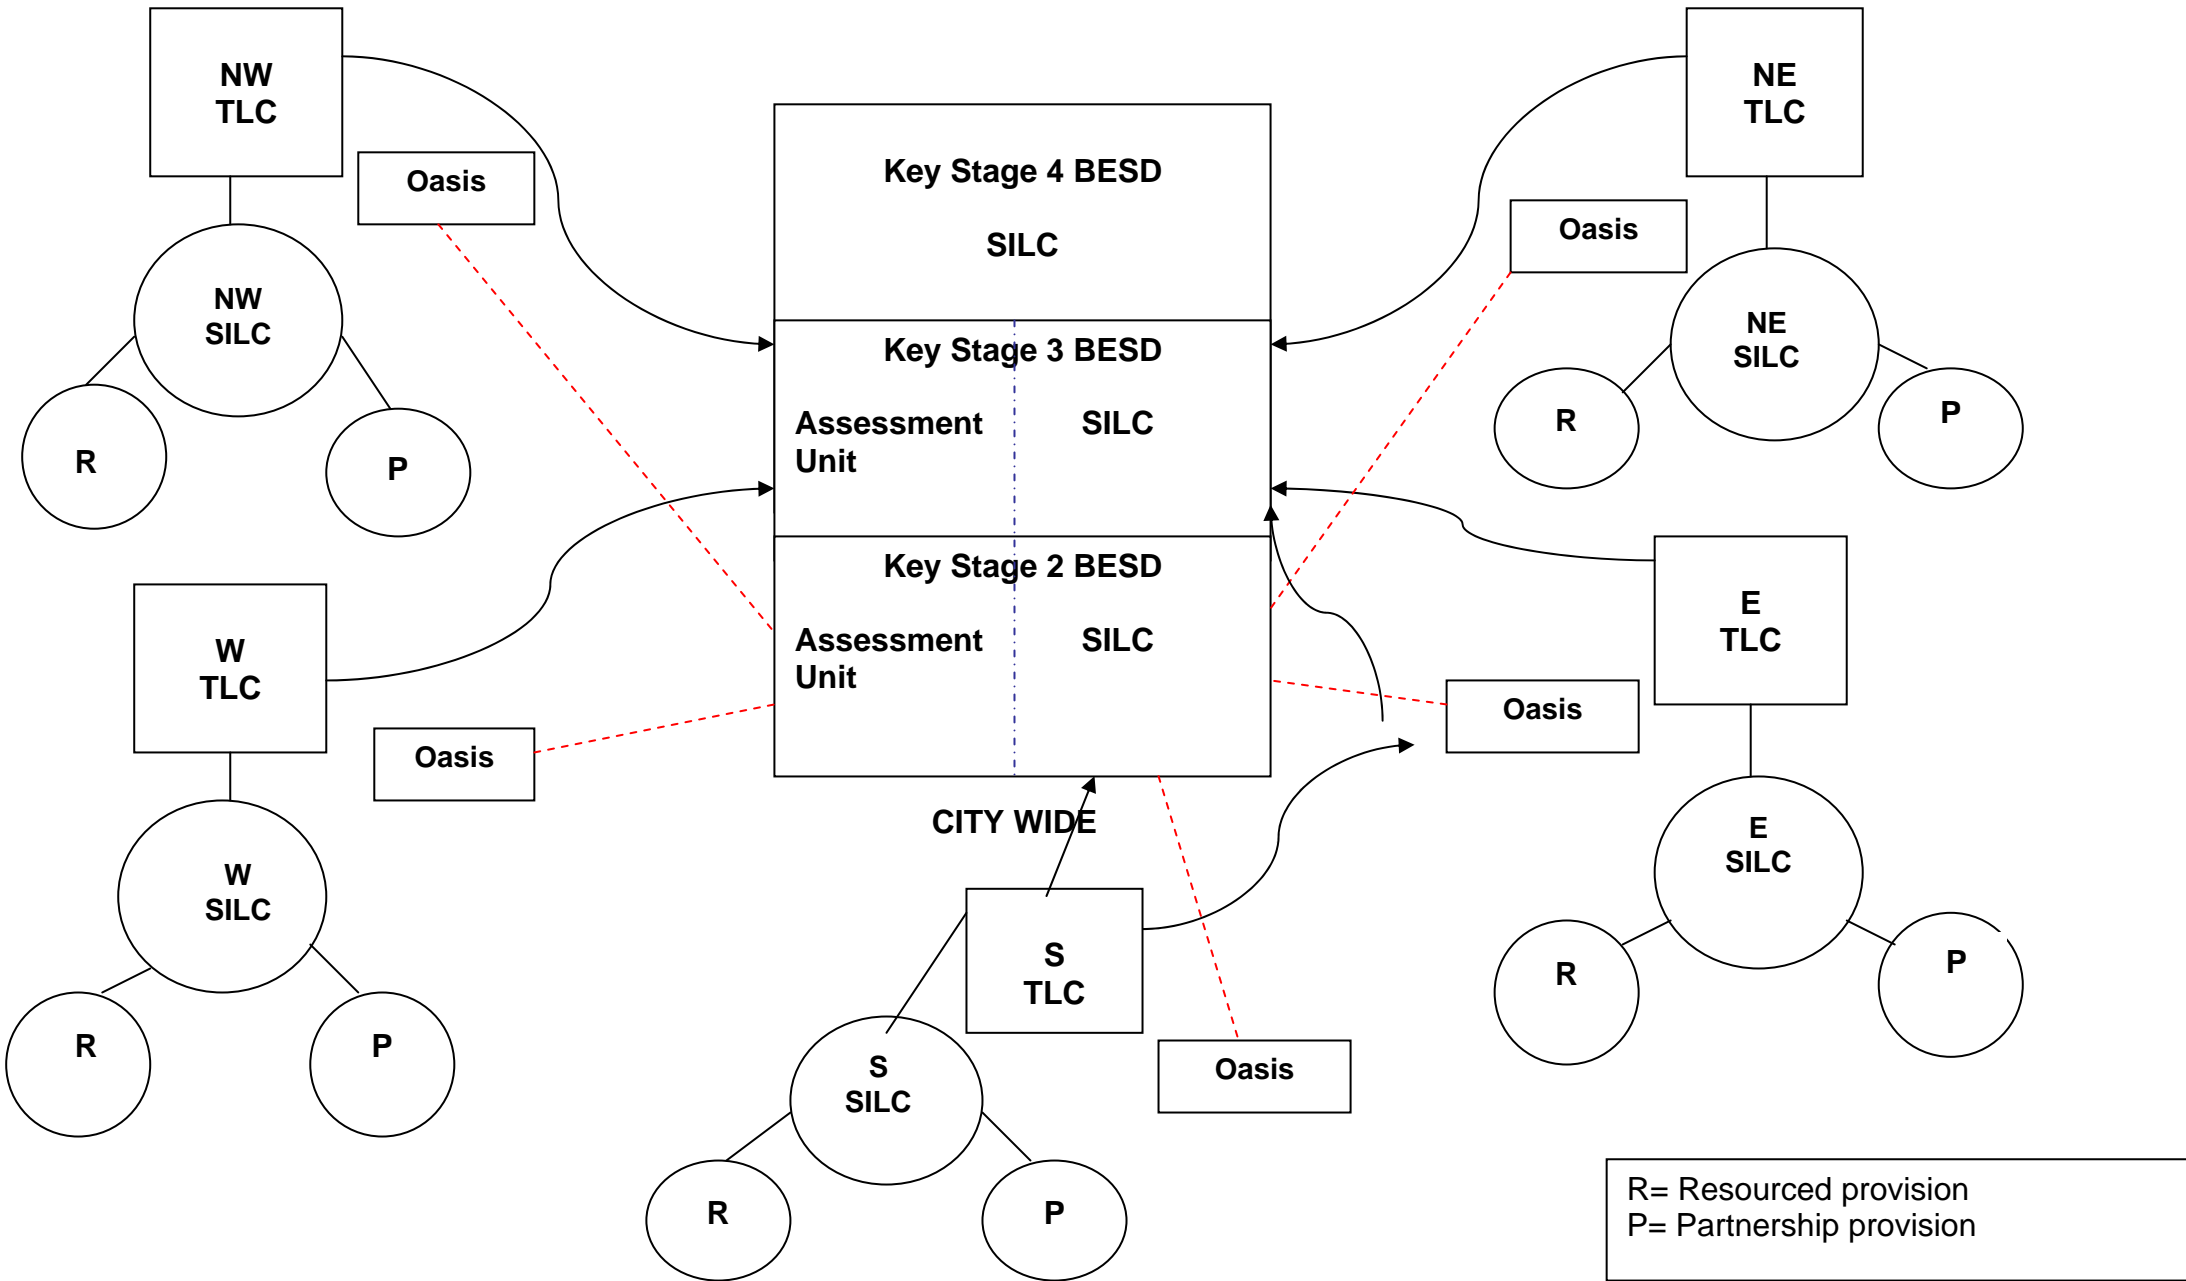 NW
TLC
NE
TLC
Key Stage 4 BESD
SILC
Oasis
Oasis
NW
SILC
NE
SILC
R
P
R
P
Key Stage 3 BESD
Assessment
Unit
SILC
Key Stage 2 BESD
Assessment
Unit
SILC
W
TLC
E
TLC
Oasis
Oasis
CITY WIDE
W
SILC
E
SILC
R
P
R
P
S
TLC
S
SILC
Oasis
R
P
R= Resourced provision
P= Partnership provision